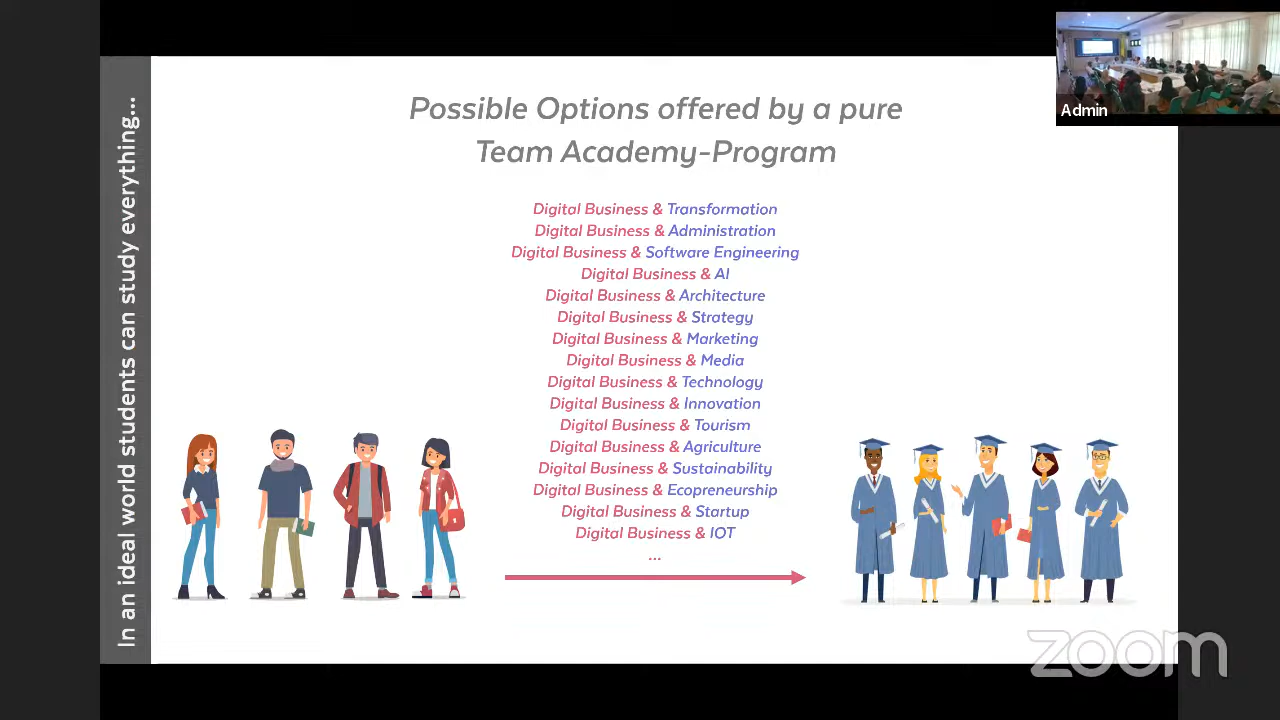 In an ideal world students can study everything...
Possible Options offered by a pure
Team Academy-Program
Digital Business & Transformation
Digital Business & Administration
Digital Business & Software Engineering
Digital Business & AI
Digital Business & Architecture
Digital Business & Strategy
Digital Business & Marketing
Digital Business & Media
Digital Business & Technology
Digital Business & Innovation
Digital Business & Tourism
Digital Business & Agriculture
Digital Business & Sustainability
Digital Business & Ecopreneurship
Digital Business & Startup
Digital Business & IOT
...
Admin
zoom